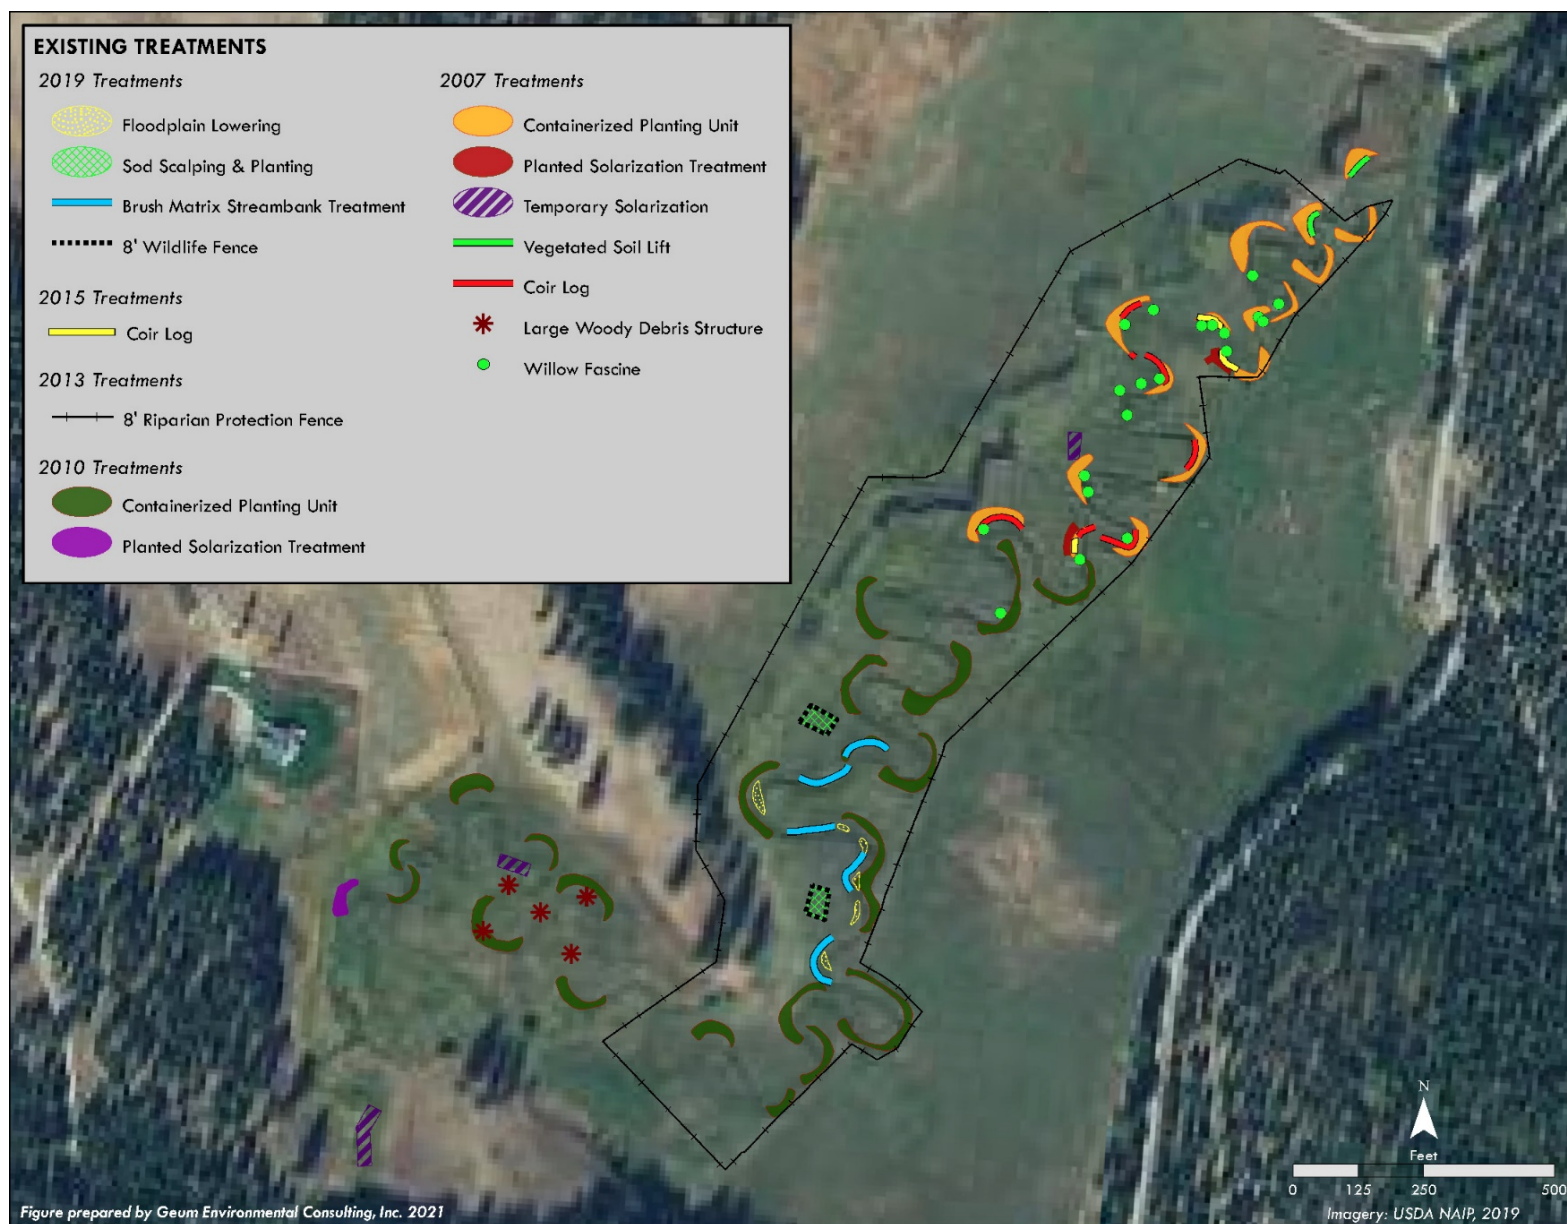 EXISTING TREATMENTS
2019 Treatments
Floodplain Lowering
Sod Scalping & Planting
Brush Matrix Streambank Treatment
8' Wildlife Fence
2015 Treatments
Coir Log
2013 Treatments
8' Riparian Protection Fence
2010 Treatments
Containerized Planting Unit
Planted Solarization Treatment
2007 Treatments
Containerized Planting Unit
Planted Solarization Treatment
Temporary Solarization
Vegetated Soil Lift
Coir Log
Large Woody Debris Structure
Willow Fascine
N
Feet
0 125 250 500
Figure prepared by Geum Environmental Consulting, Inc. 2021
Imagery: USDA NAIP, 2019